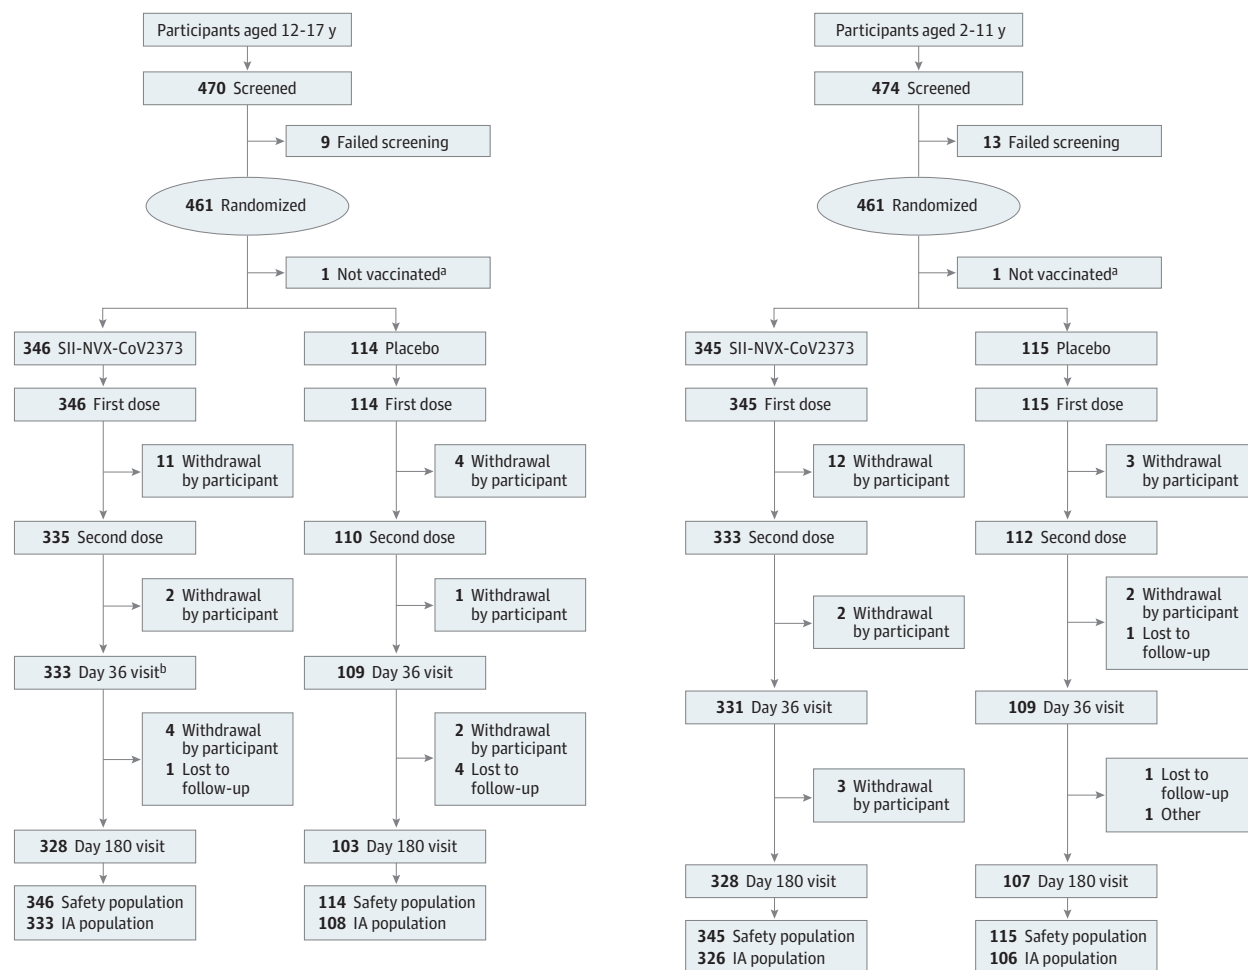 Participants aged 12-17 y
470 Screened
9 Failed screening
461 Randomized
1 Not vaccinatedᵃ
346 SII-NVX-CoV2373
114 Placebo
346 First dose
114 First dose
11 Withdrawal
by participant
4 Withdrawal
by participant
335 Second dose
110 Second dose
2 Withdrawal
by participant
1 Withdrawal
by participant
333 Day 36 visitᵇ
109 Day 36 visit
4 Withdrawal
by participant
1 Lost to
follow-up
2 Withdrawal
by participant
4 Lost to
follow-up
328 Day 180 visit
103 Day 180 visit
346 Safety population
333 IA population
114 Safety population
108 IA population
Participants aged 2-11 y
474 Screened
13 Failed screening
461 Randomized
1 Not vaccinatedᵃ
345 SII-NVX-CoV2373
115 Placebo
345 First dose
115 First dose
12 Withdrawal
by participant
3 Withdrawal
by participant
333 Second dose
112 Second dose
2 Withdrawal
by participant
2 Withdrawal
by participant
1 Lost to
follow-up
331 Day 36 visit
109 Day 36 visit
3 Withdrawal
by participant
1 Lost to
follow-up
1 Other
328 Day 180 visit
107 Day 180 visit
345 Safety population
326 IA population
115 Safety population
106 IA population